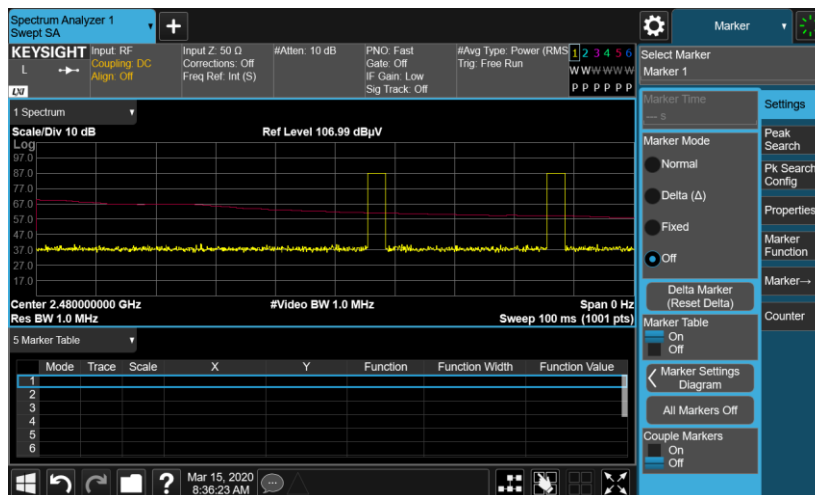 Spectrum Analyzer 1
Swept SA
Marker
KEYSIGHT
L
LXI
Input: RF
Coupling: DC
Align: Off
Input Z: 50 Ω
Corrections: Off
Freq Ref: Int (S)
#Atten: 10 dB
PNO: Fast
Gate: Off
IF Gain: Low
Sig Track: Off
#Avg Type: Power (RMS
Trig: Free Run
1 2 3 4 5 6
W W W W W W
P P P P P P
Select Marker
Marker 1
Marker Time
--- s
Marker Mode
Normal
Delta (Δ)
Fixed
Off
Delta Marker
(Reset Delta)
Marker Table
On
Off
Marker Settings
Diagram
All Markers Off
Couple Markers
On
Off
Settings
Peak
Search
Pk Search
Config
Properties
Marker
Function
Marker→
Counter
1 Spectrum
Scale/Div 10 dB
Ref Level 106.99 dBµV
Log
97.0
87.0
77.0
67.0
57.0
47.0
37.0
27.0
17.0
Center 2.480000000 GHz
#Video BW 1.0 MHz
Span 0 Hz
Res BW 1.0 MHz
Sweep 100 ms (1001 pts)
5 Marker Table
Mode Trace Scale X Y Function Function Width Function Value
1
2
3
4
5
6
?
Mar 15, 2020
8:36:23 AM